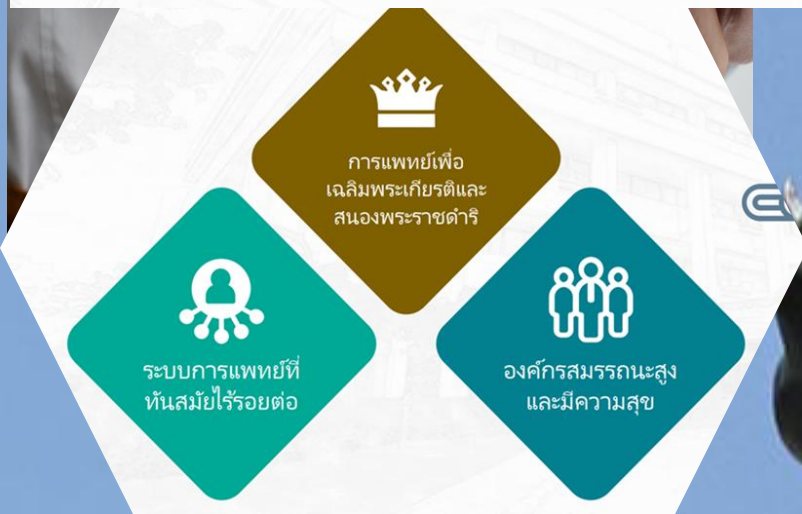 การแพทย์เพื่อ
เฉลิมพระเกียรติและ
สนองพระราชดำริ
ระบบการแพทย์ที่
ทันสมัยไร้รอยต่อ
องค์กรสมรรถนะสูง
และมีความสุข